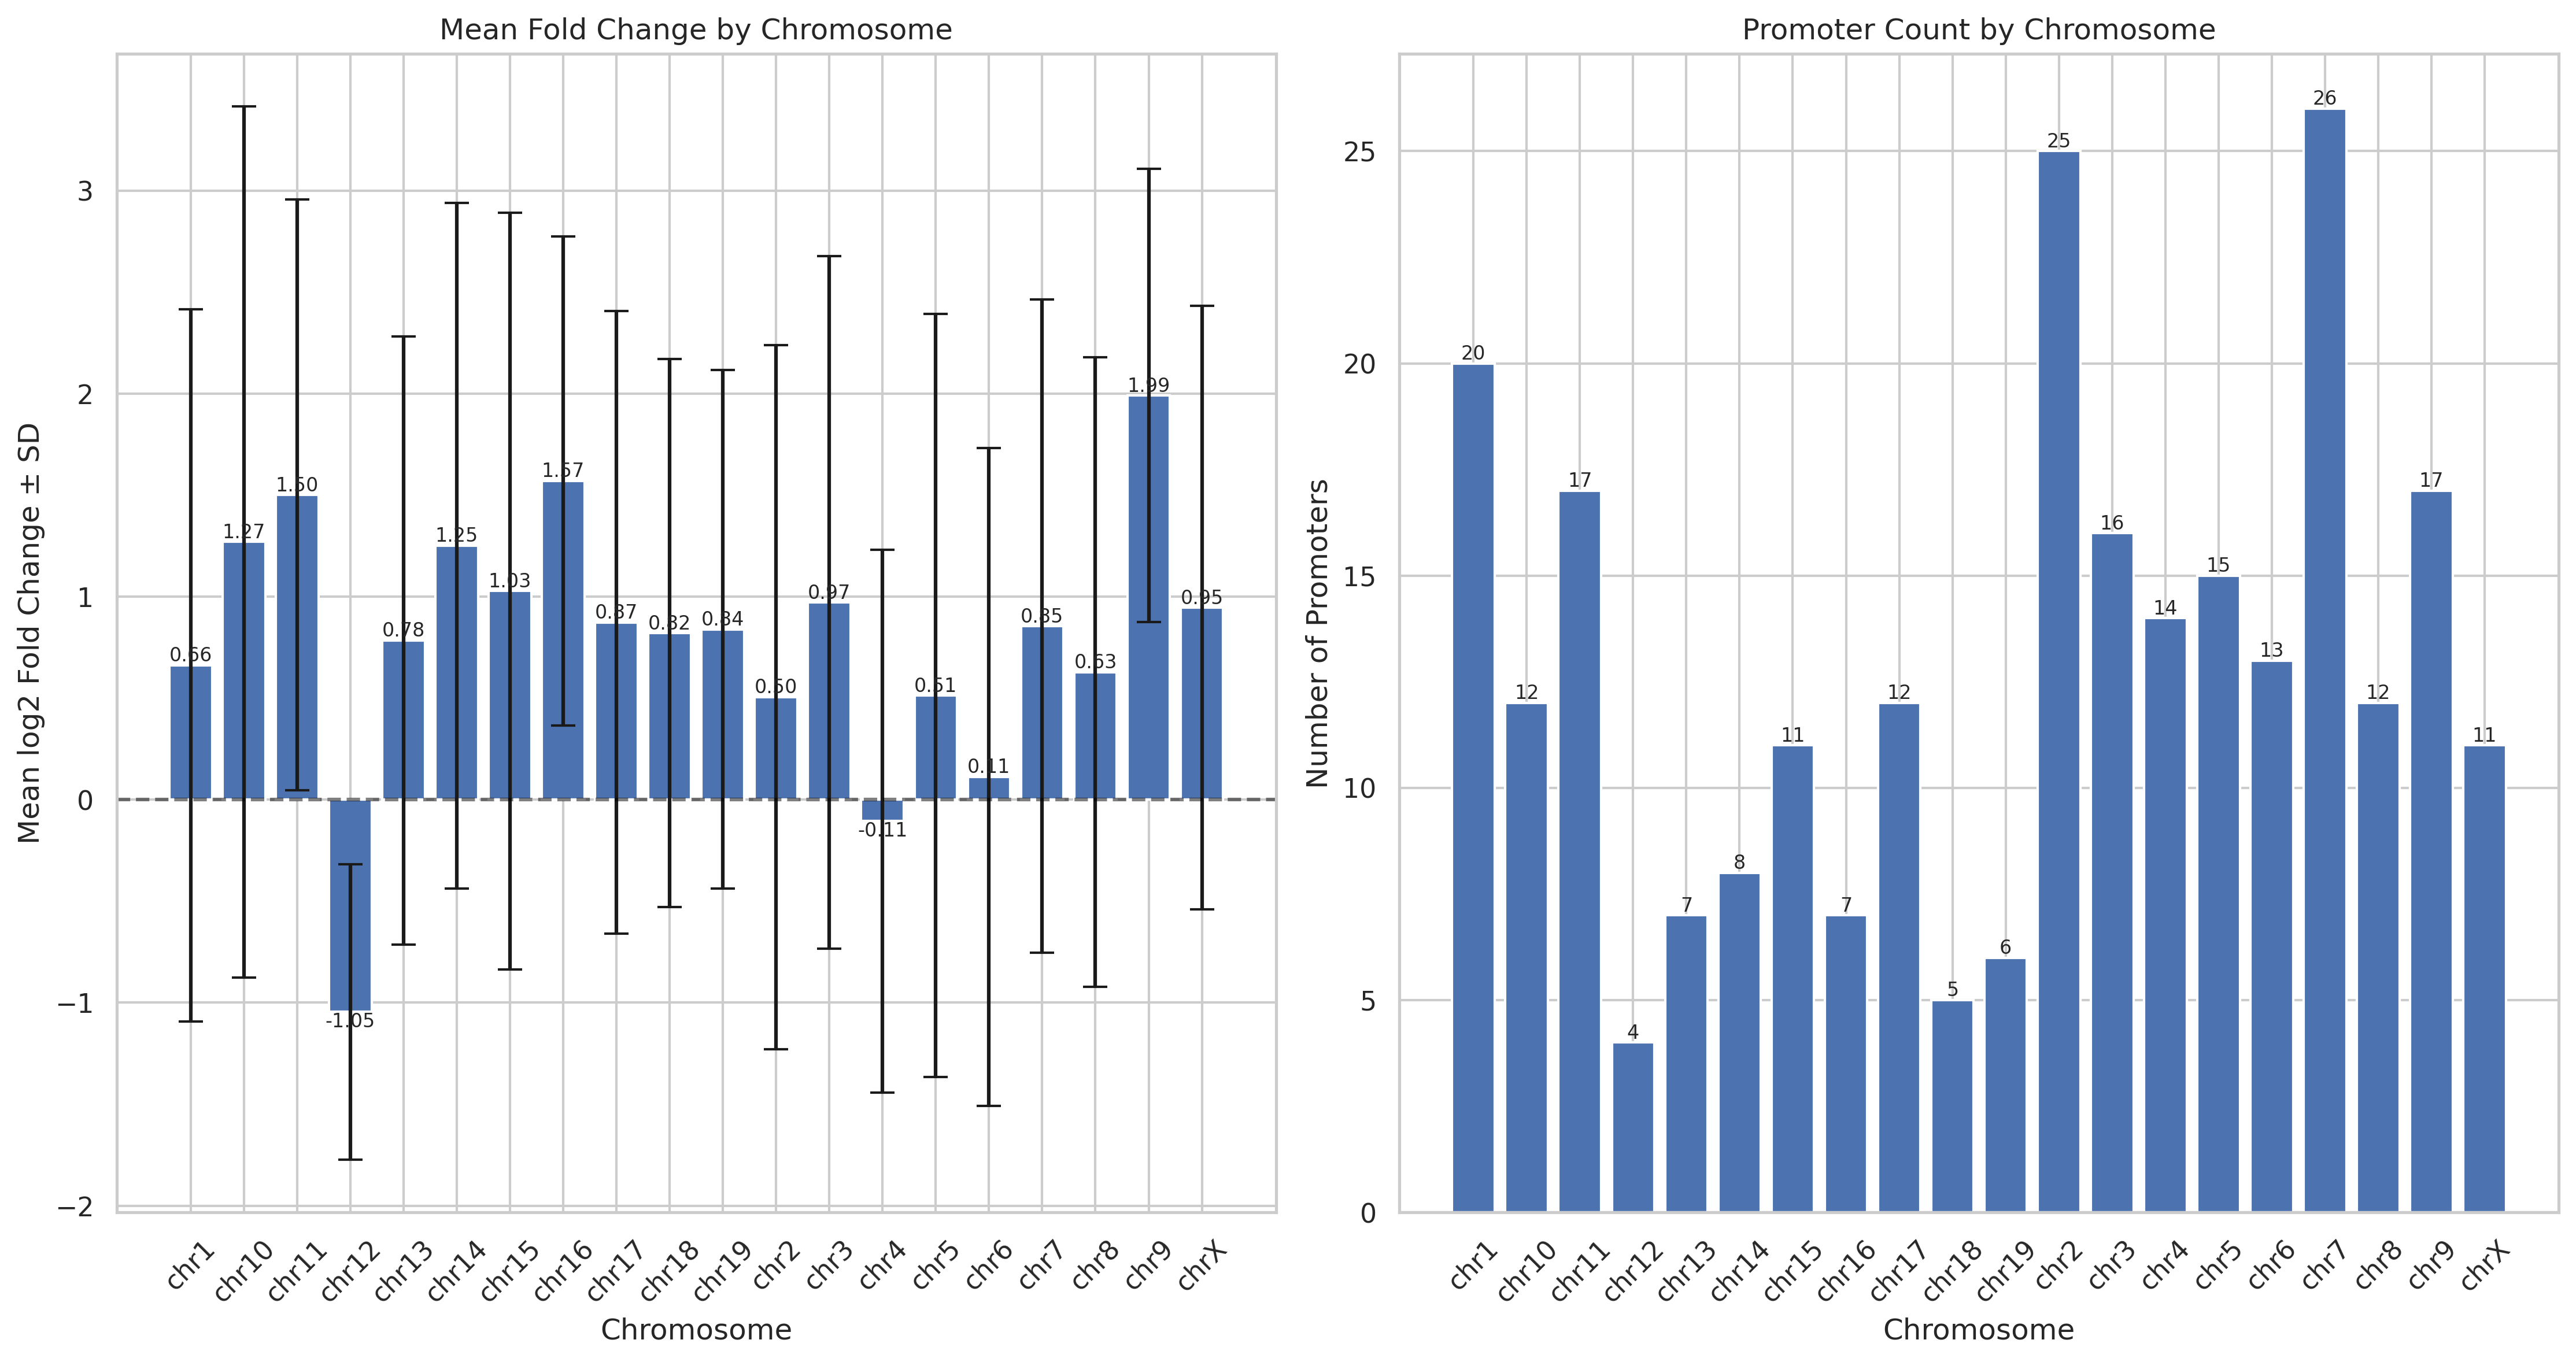 Mean Fold Change by Chromosome
Mean log2 Fold Change ± SD
3
2
1
0
−1
−2
0.66
1.27
1.50
-1.05
0.78
1.25
1.03
1.57
0.87
0.82
0.84
0.50
0.97
-0.11
0.51
0.11
0.85
0.63
1.99
0.95
chr1
chr10
chr11
chr12
chr13
chr14
chr15
chr16
chr17
chr18
chr19
chr2
chr3
chr4
chr5
chr6
chr7
chr8
chr9
chrX
Chromosome
Promoter Count by Chromosome
Number of Promoters
25
20
15
10
5
0
20
12
17
4
7
8
11
7
12
5
6
25
16
14
15
13
26
12
17
11
chr1
chr10
chr11
chr12
chr13
chr14
chr15
chr16
chr17
chr18
chr19
chr2
chr3
chr4
chr5
chr6
chr7
chr8
chr9
chrX
Chromosome